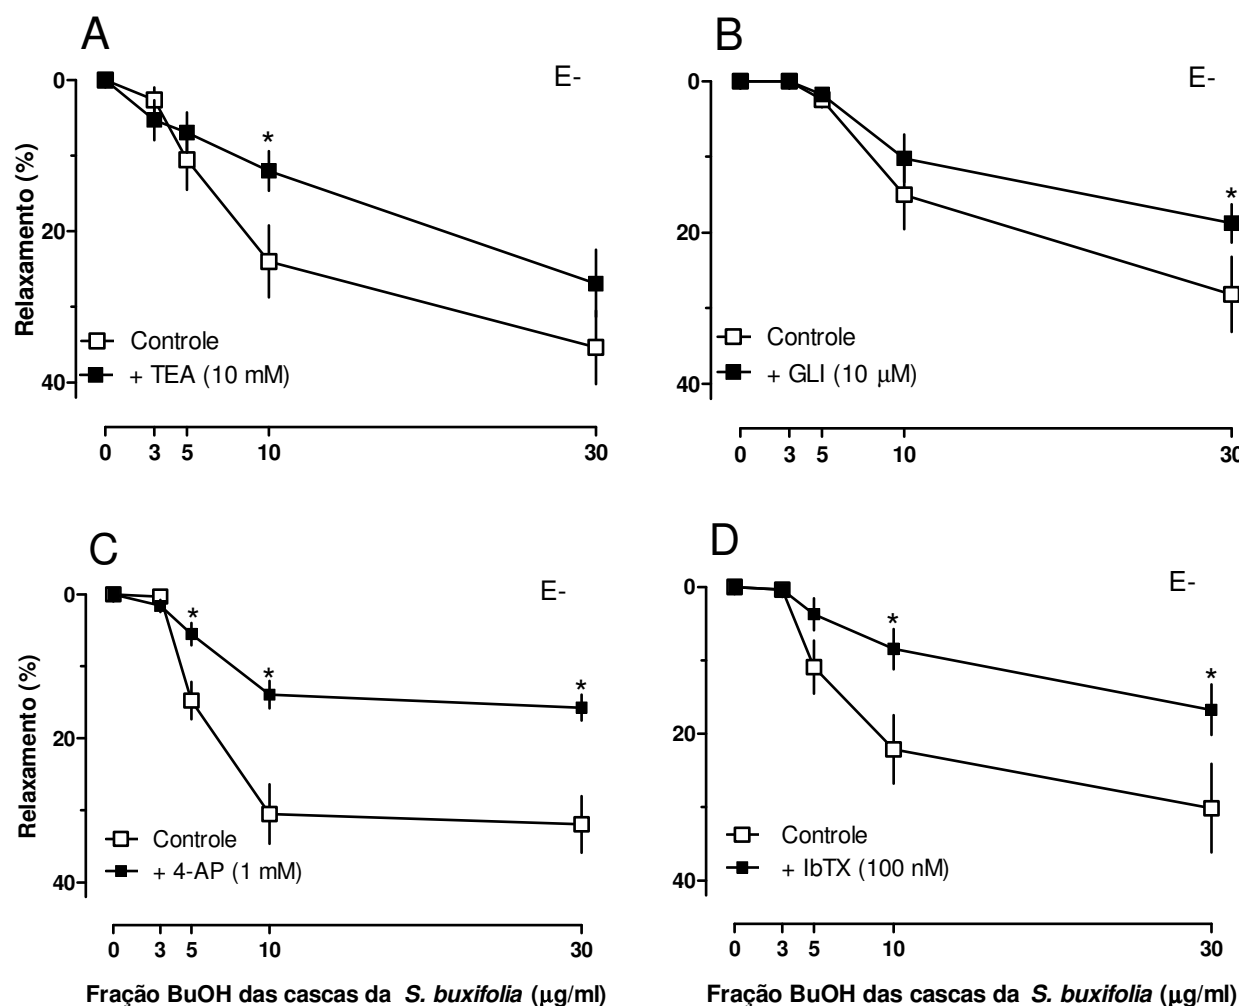 A
E-
0
*
20
40
Relaxamento (%)
Controle
+ TEA (10 mM)
0 3 5 10 30
B
E-
0
*
20
40
Controle
+ GLI (10 µM)
0 3 5 10 30
C
E-
0
*
* *
20
40
Relaxamento (%)
Controle
+ 4-AP (1 mM)
0 3 5 10 30
Fração BuOH das cascas da S. buxifolia (µg/ml)
D
E-
0
*
*
20
40
Controle
+ IbTX (100 nM)
0 3 5 10 30
Fração BuOH das cascas da S. buxifolia (µg/ml)